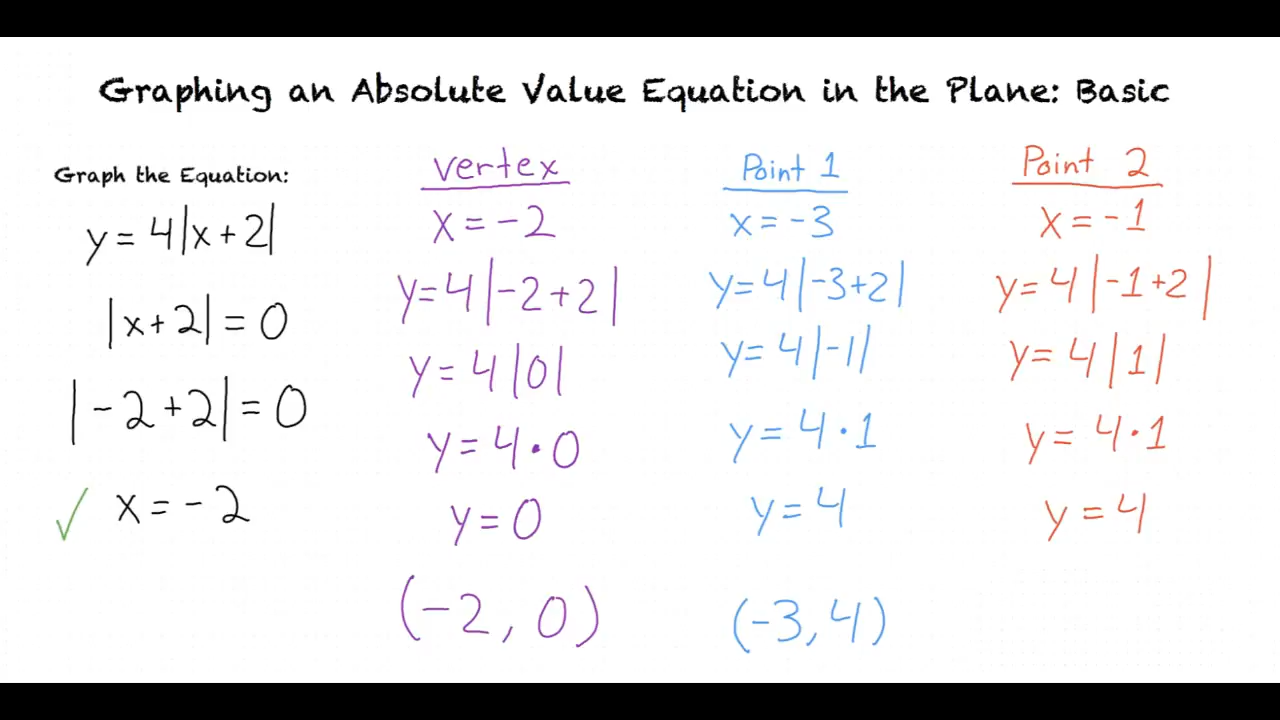 Graphing an Absolute Value Equation in the Plane: Basic
Graph the Equation:
y = 4|x + 2|
|x + 2| = 0
|-2 + 2| = 0
✓ x = -2
vertex
x = -2
y = 4|-2 + 2|
y = 4|0|
y = 4 · 0
y = 0
(-2, 0)
Point 1
x = -3
y = 4|-3 + 2|
y = 4|-1|
y = 4 · 1
y = 4
(-3, 4)
Point 2
x = -1
y = 4|-1 + 2|
y = 4|1|
y = 4 · 1
y = 4